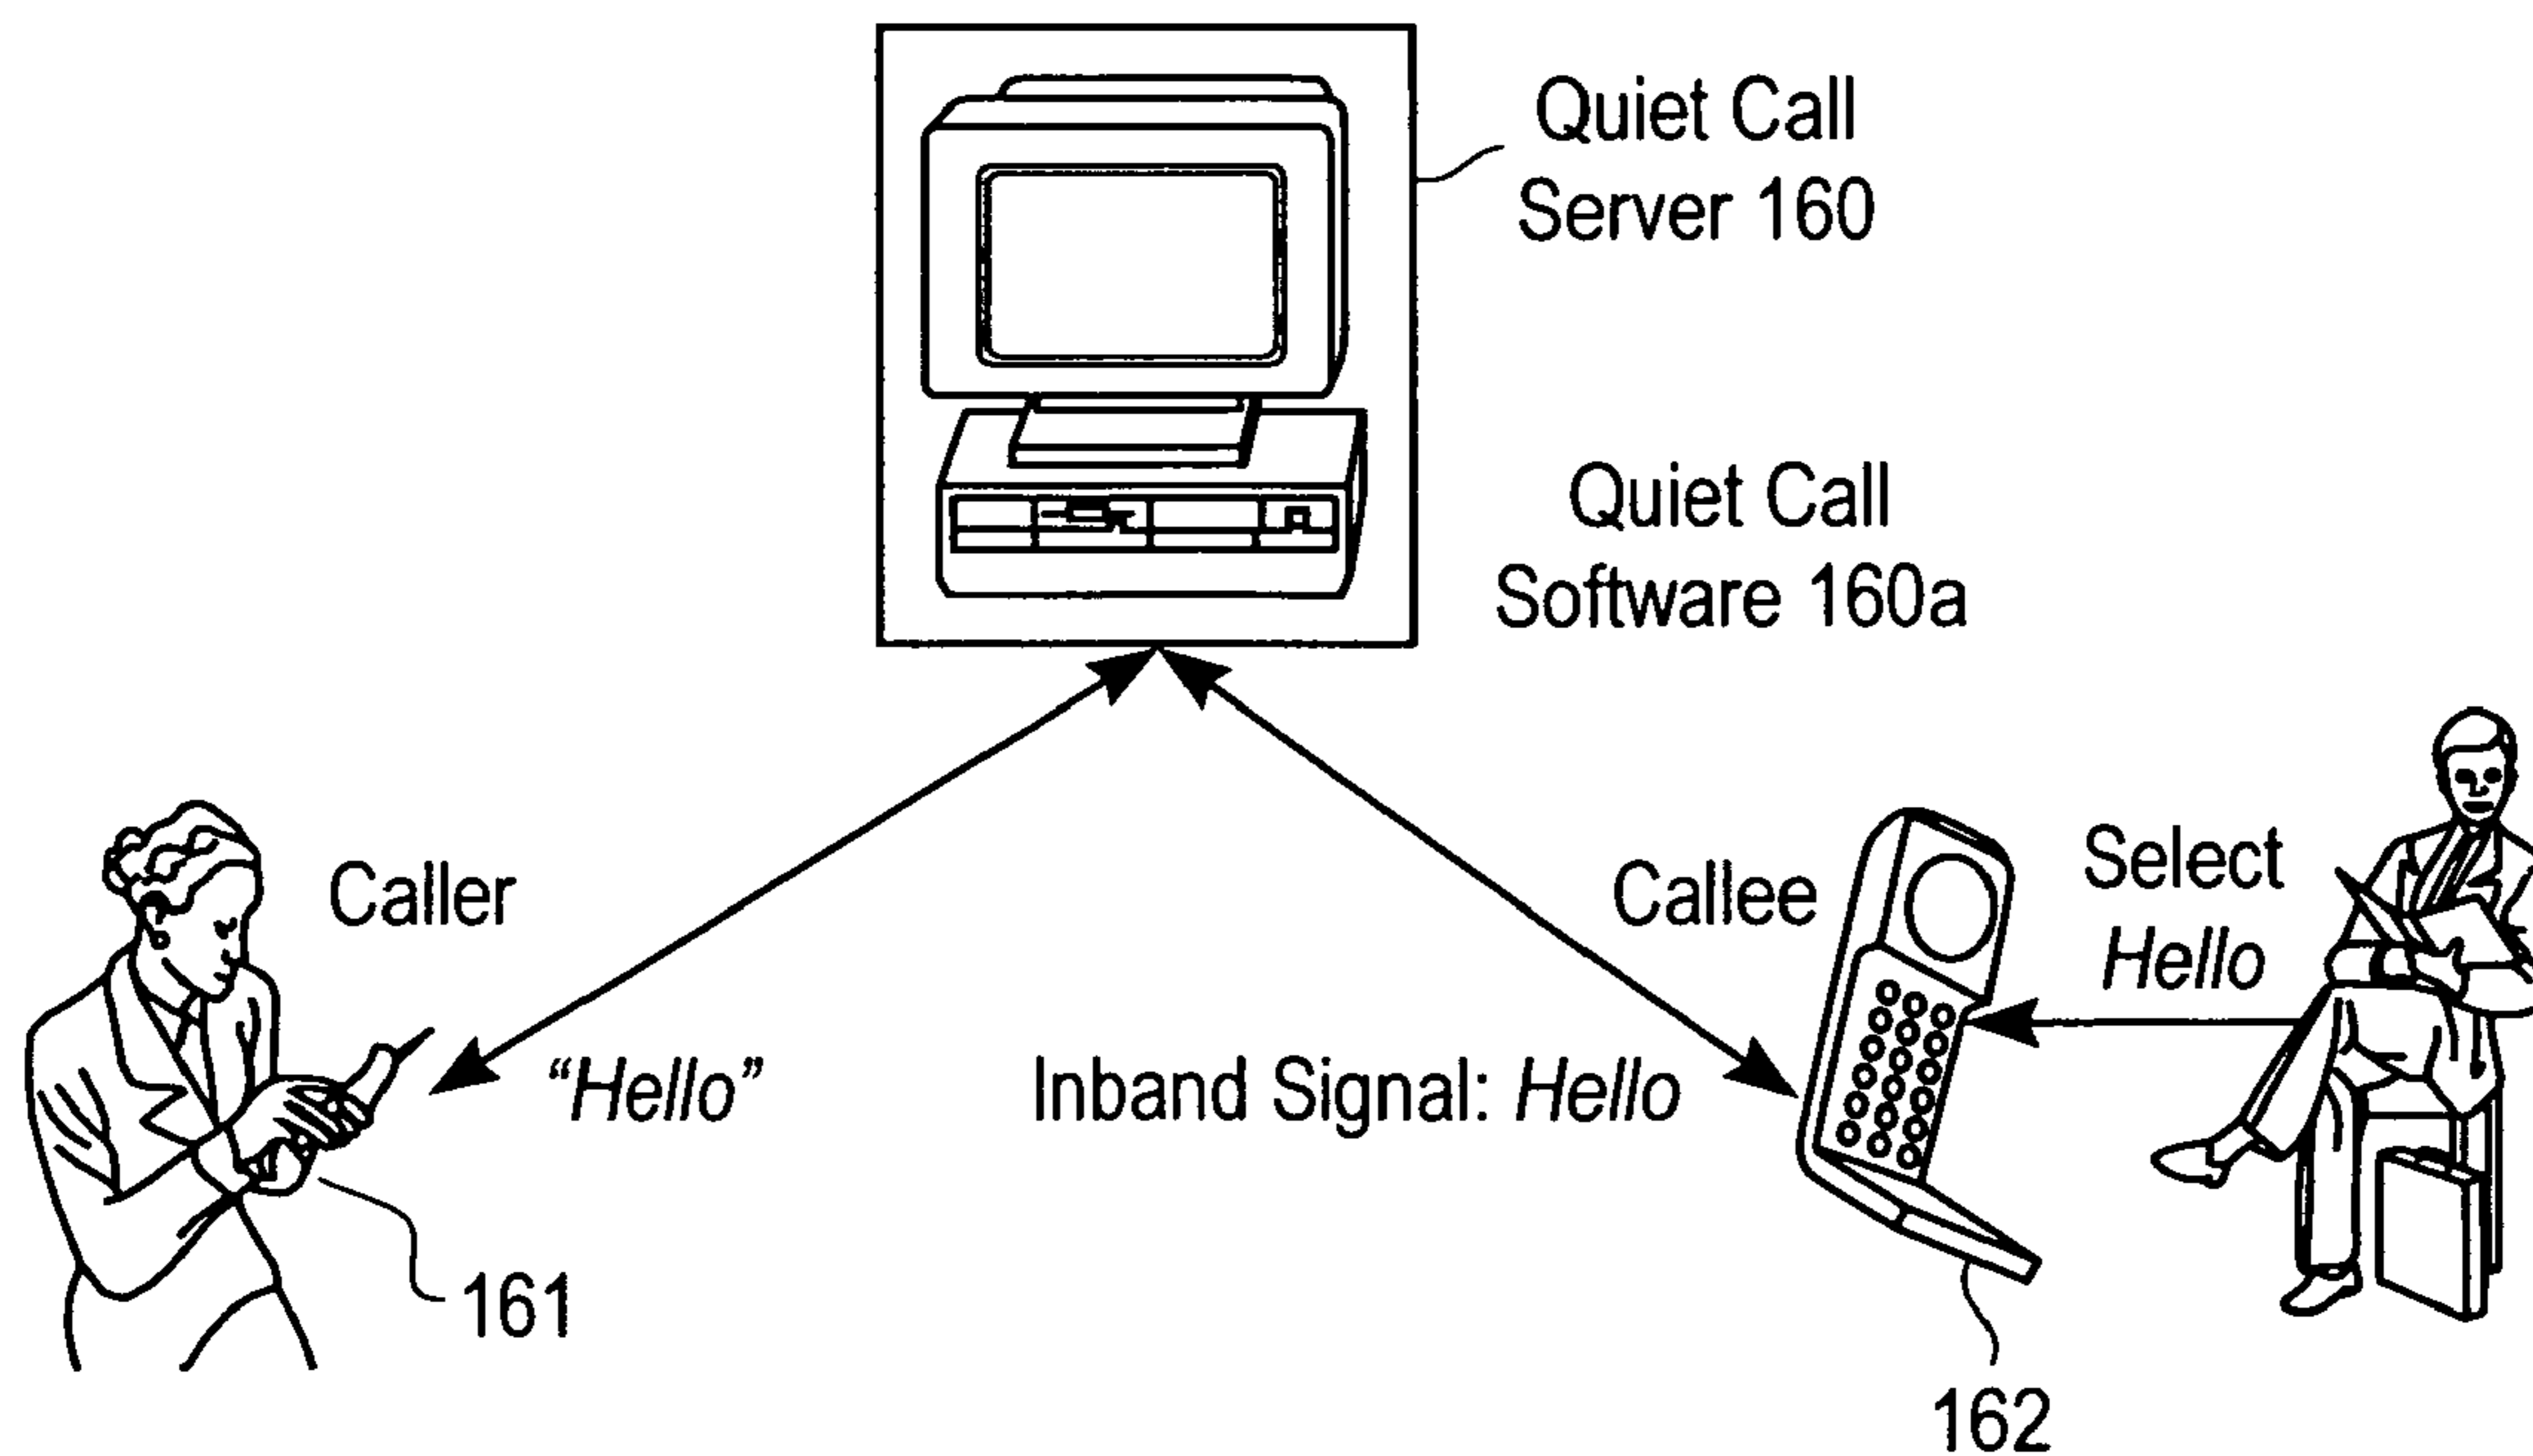 Quiet Call
Server 160
Quiet Call
Software 160a
Caller
Callee
Select
Hello
“Hello”
Inband Signal: Hello
161
162